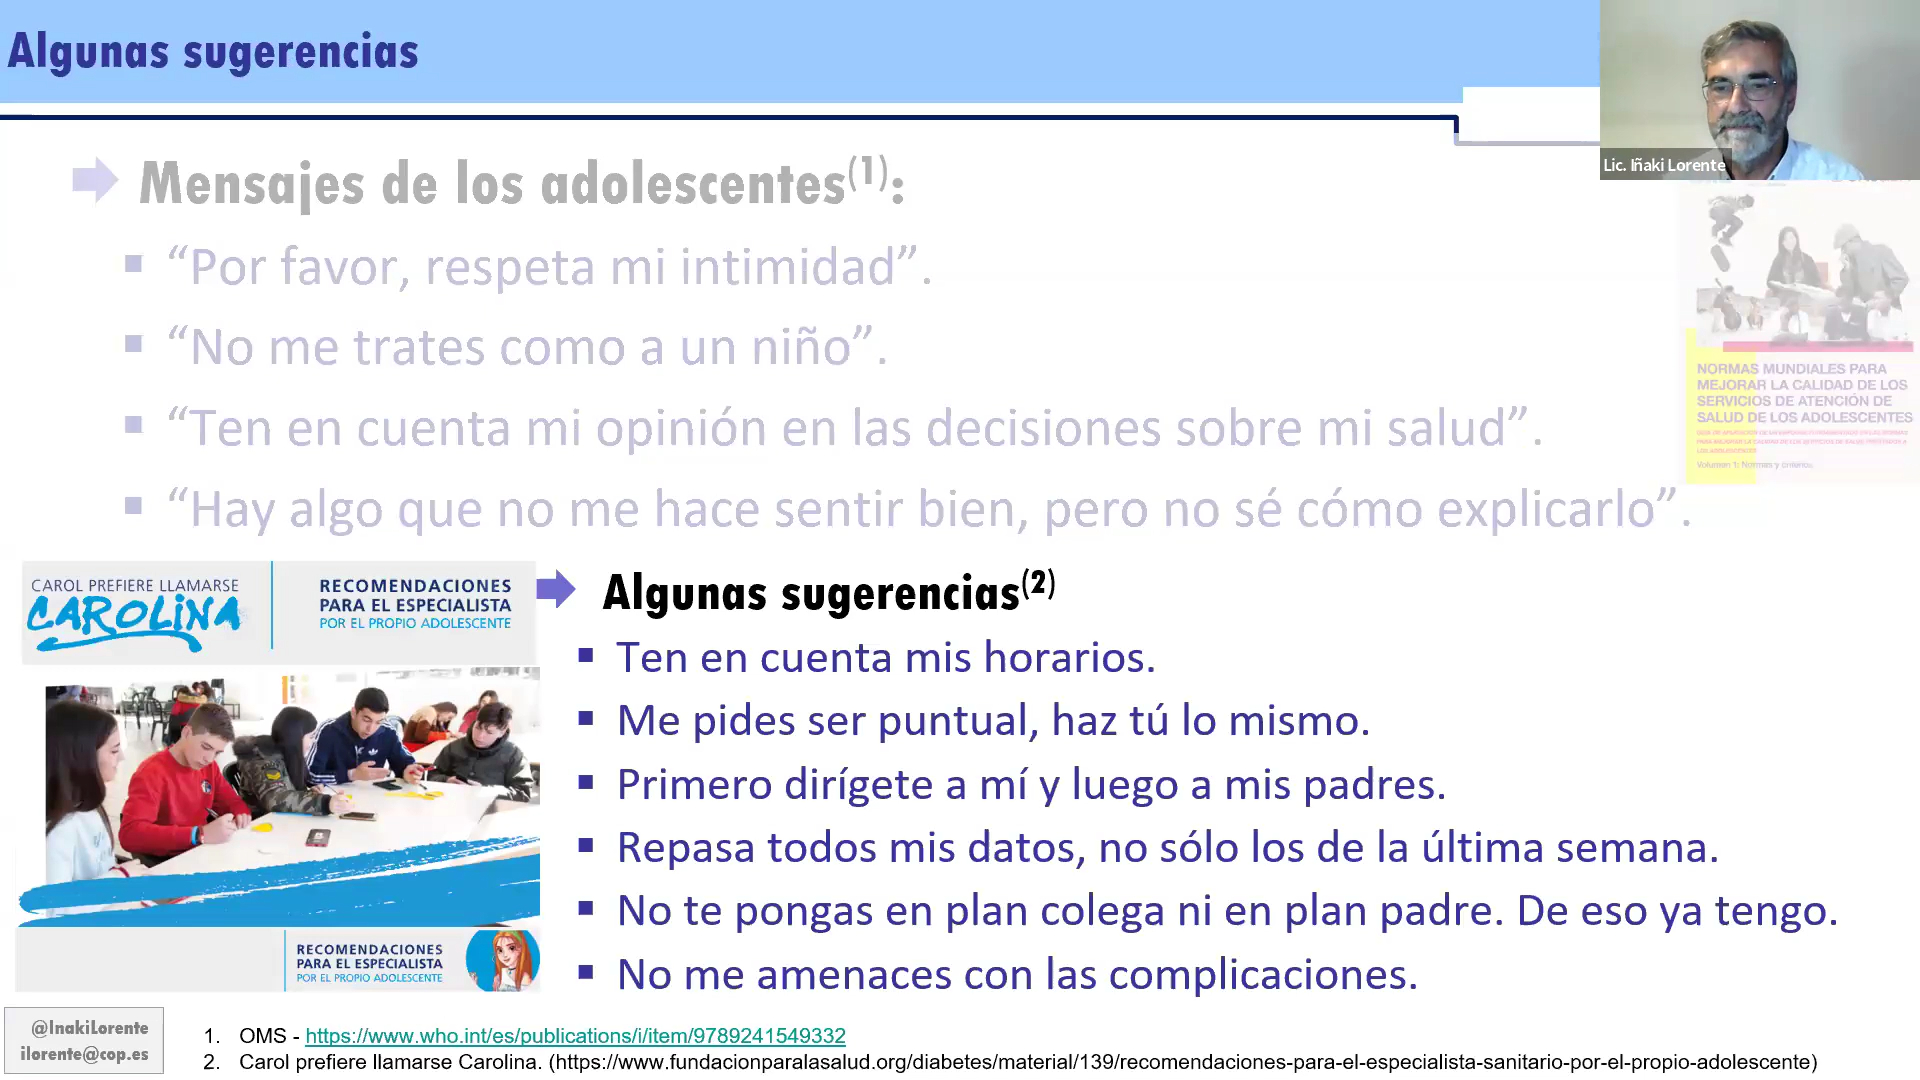 Algunas sugerencias
Lic. Iñaki Lorente
Mensajes de los adolescentes(1):
“Por favor, respeta mi intimidad”.
“No me trates como a un niño”.
“Ten en cuenta mi opinión en las decisiones sobre mi salud”.
“Hay algo que no me hace sentir bien, pero no sé cómo explicarlo”.
NORMAS MUNDIALES PARA
MEJORAR LA CALIDAD DE LOS
SERVICIOS DE ATENCIÓN DE
SALUD DE LOS ADOLESCENTES
Volumen 1: Normas y criterios
CAROL PREFIERE LLAMARSE
CAROLINA
RECOMENDACIONES
PARA EL ESPECIALISTA
POR EL PROPIO ADOLESCENTE
Algunas sugerencias(2)
Ten en cuenta mis horarios.
Me pides ser puntual, haz tú lo mismo.
Primero dirígete a mí y luego a mis padres.
Repasa todos mis datos, no sólo los de la última semana.
No te pongas en plan colega ni en plan padre. De eso ya tengo.
No me amenaces con las complicaciones.
RECOMENDACIONES
PARA EL ESPECIALISTA
POR EL PROPIO ADOLESCENTE
@InakiLorente
ilorente@cop.es
1. OMS - https://www.who.int/es/publications/i/item/9789241549332
2. Carol prefiere llamarse Carolina. (https://www.fundacionparalasalud.org/diabetes/material/139/recomendaciones-para-el-especialista-sanitario-por-el-propio-adolescente)